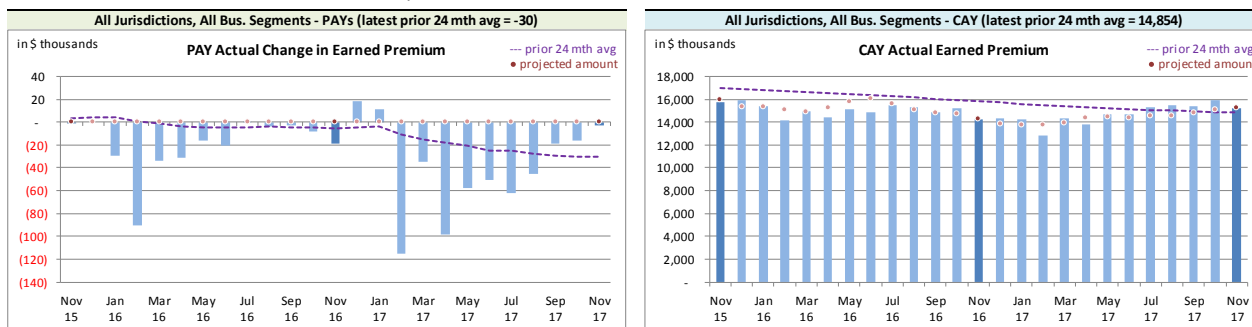 All Jurisdictions, All Bus. Segments - PAYs (latest prior 24 mth avg = -30)
in $ thousands
PAY Actual Change in Earned Premium
--- prior 24 mth avg
• projected amount
40
20
-
(20)
(40)
(60)
(80)
(100)
(120)
(140)
Nov Jan Mar May Jul Sep Nov Jan Mar May Jul Sep Nov
15 16 16 16 16 16 16 17 17 17 17 17 17
All Jurisdictions, All Bus. Segments - CAY (latest prior 24 mth avg = 14,854)
in $ thousands
CAY Actual Earned Premium
--- prior 24 mth avg
• projected amount
18,000
16,000
14,000
12,000
10,000
8,000
6,000
4,000
2,000
-
Nov Jan Mar May Jul Sep Nov Jan Mar May Jul Sep Nov
15 16 16 16 16 16 16 17 17 17 17 17 17